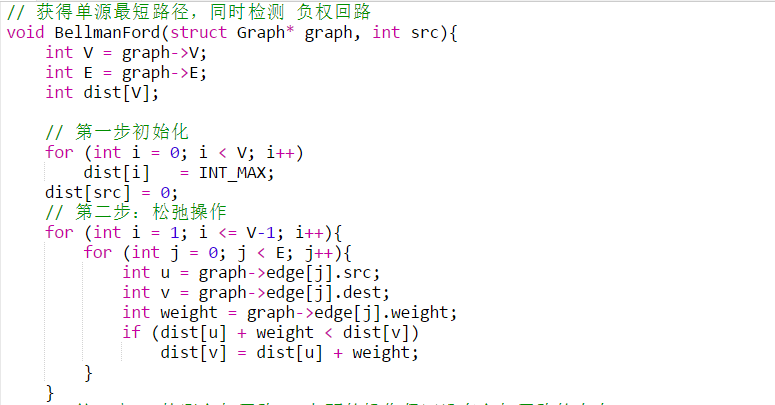 // 获得单源最短路径，同时检测 负权回路
void BellmanFord(struct Graph* graph, int src){
    int V = graph->V;
    int E = graph->E;
    int dist[V];

    // 第一步初始化
    for (int i = 0; i < V; i++)
        dist[i]   = INT_MAX;
    dist[src] = 0;
    // 第二步：松弛操作
    for (int i = 1; i <= V-1; i++){
        for (int j = 0; j < E; j++){
            int u = graph->edge[j].src;
            int v = graph->edge[j].dest;
            int weight = graph->edge[j].weight;
            if (dist[u] + weight < dist[v])
                dist[v] = dist[u] + weight;
        }
    }